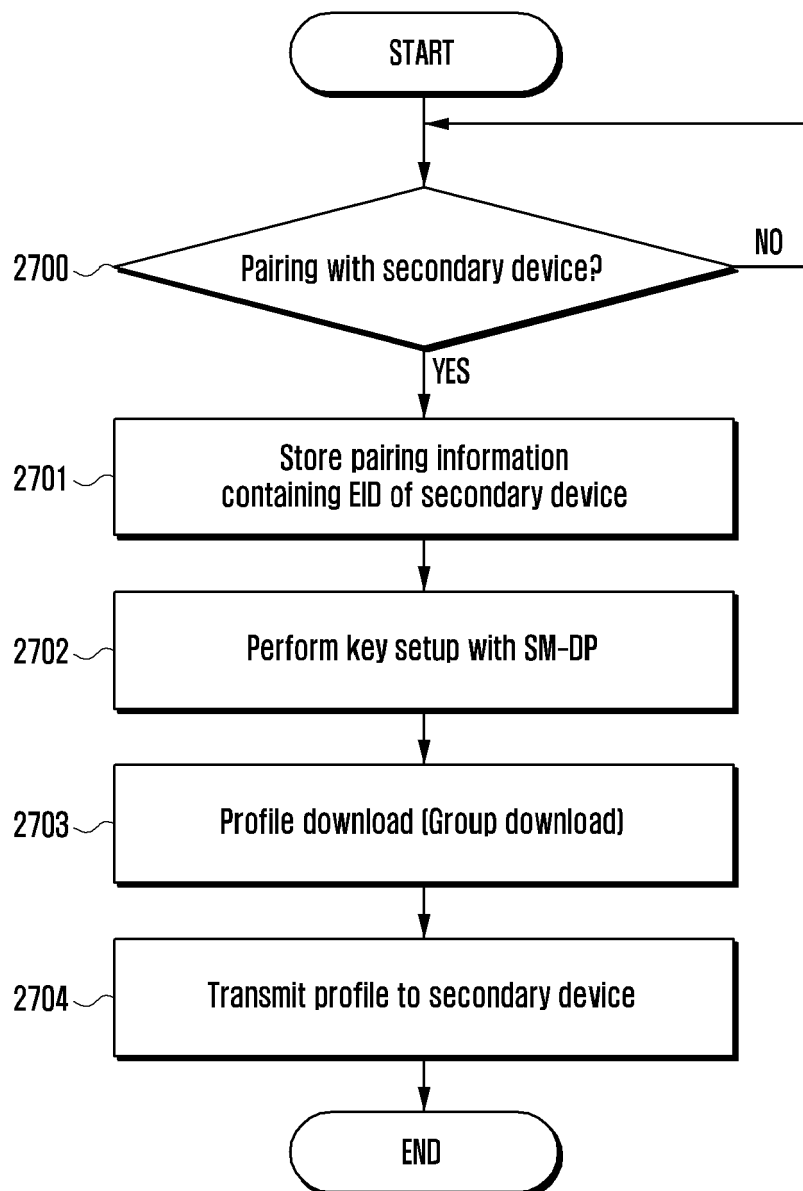 START
2700
Pairing with secondary device?
NO
YES
2701
Store pairing information
containing EID of secondary device
2702
Perform key setup with SM-DP
2703
Profile download (Group download)
2704
Transmit profile to secondary device
END